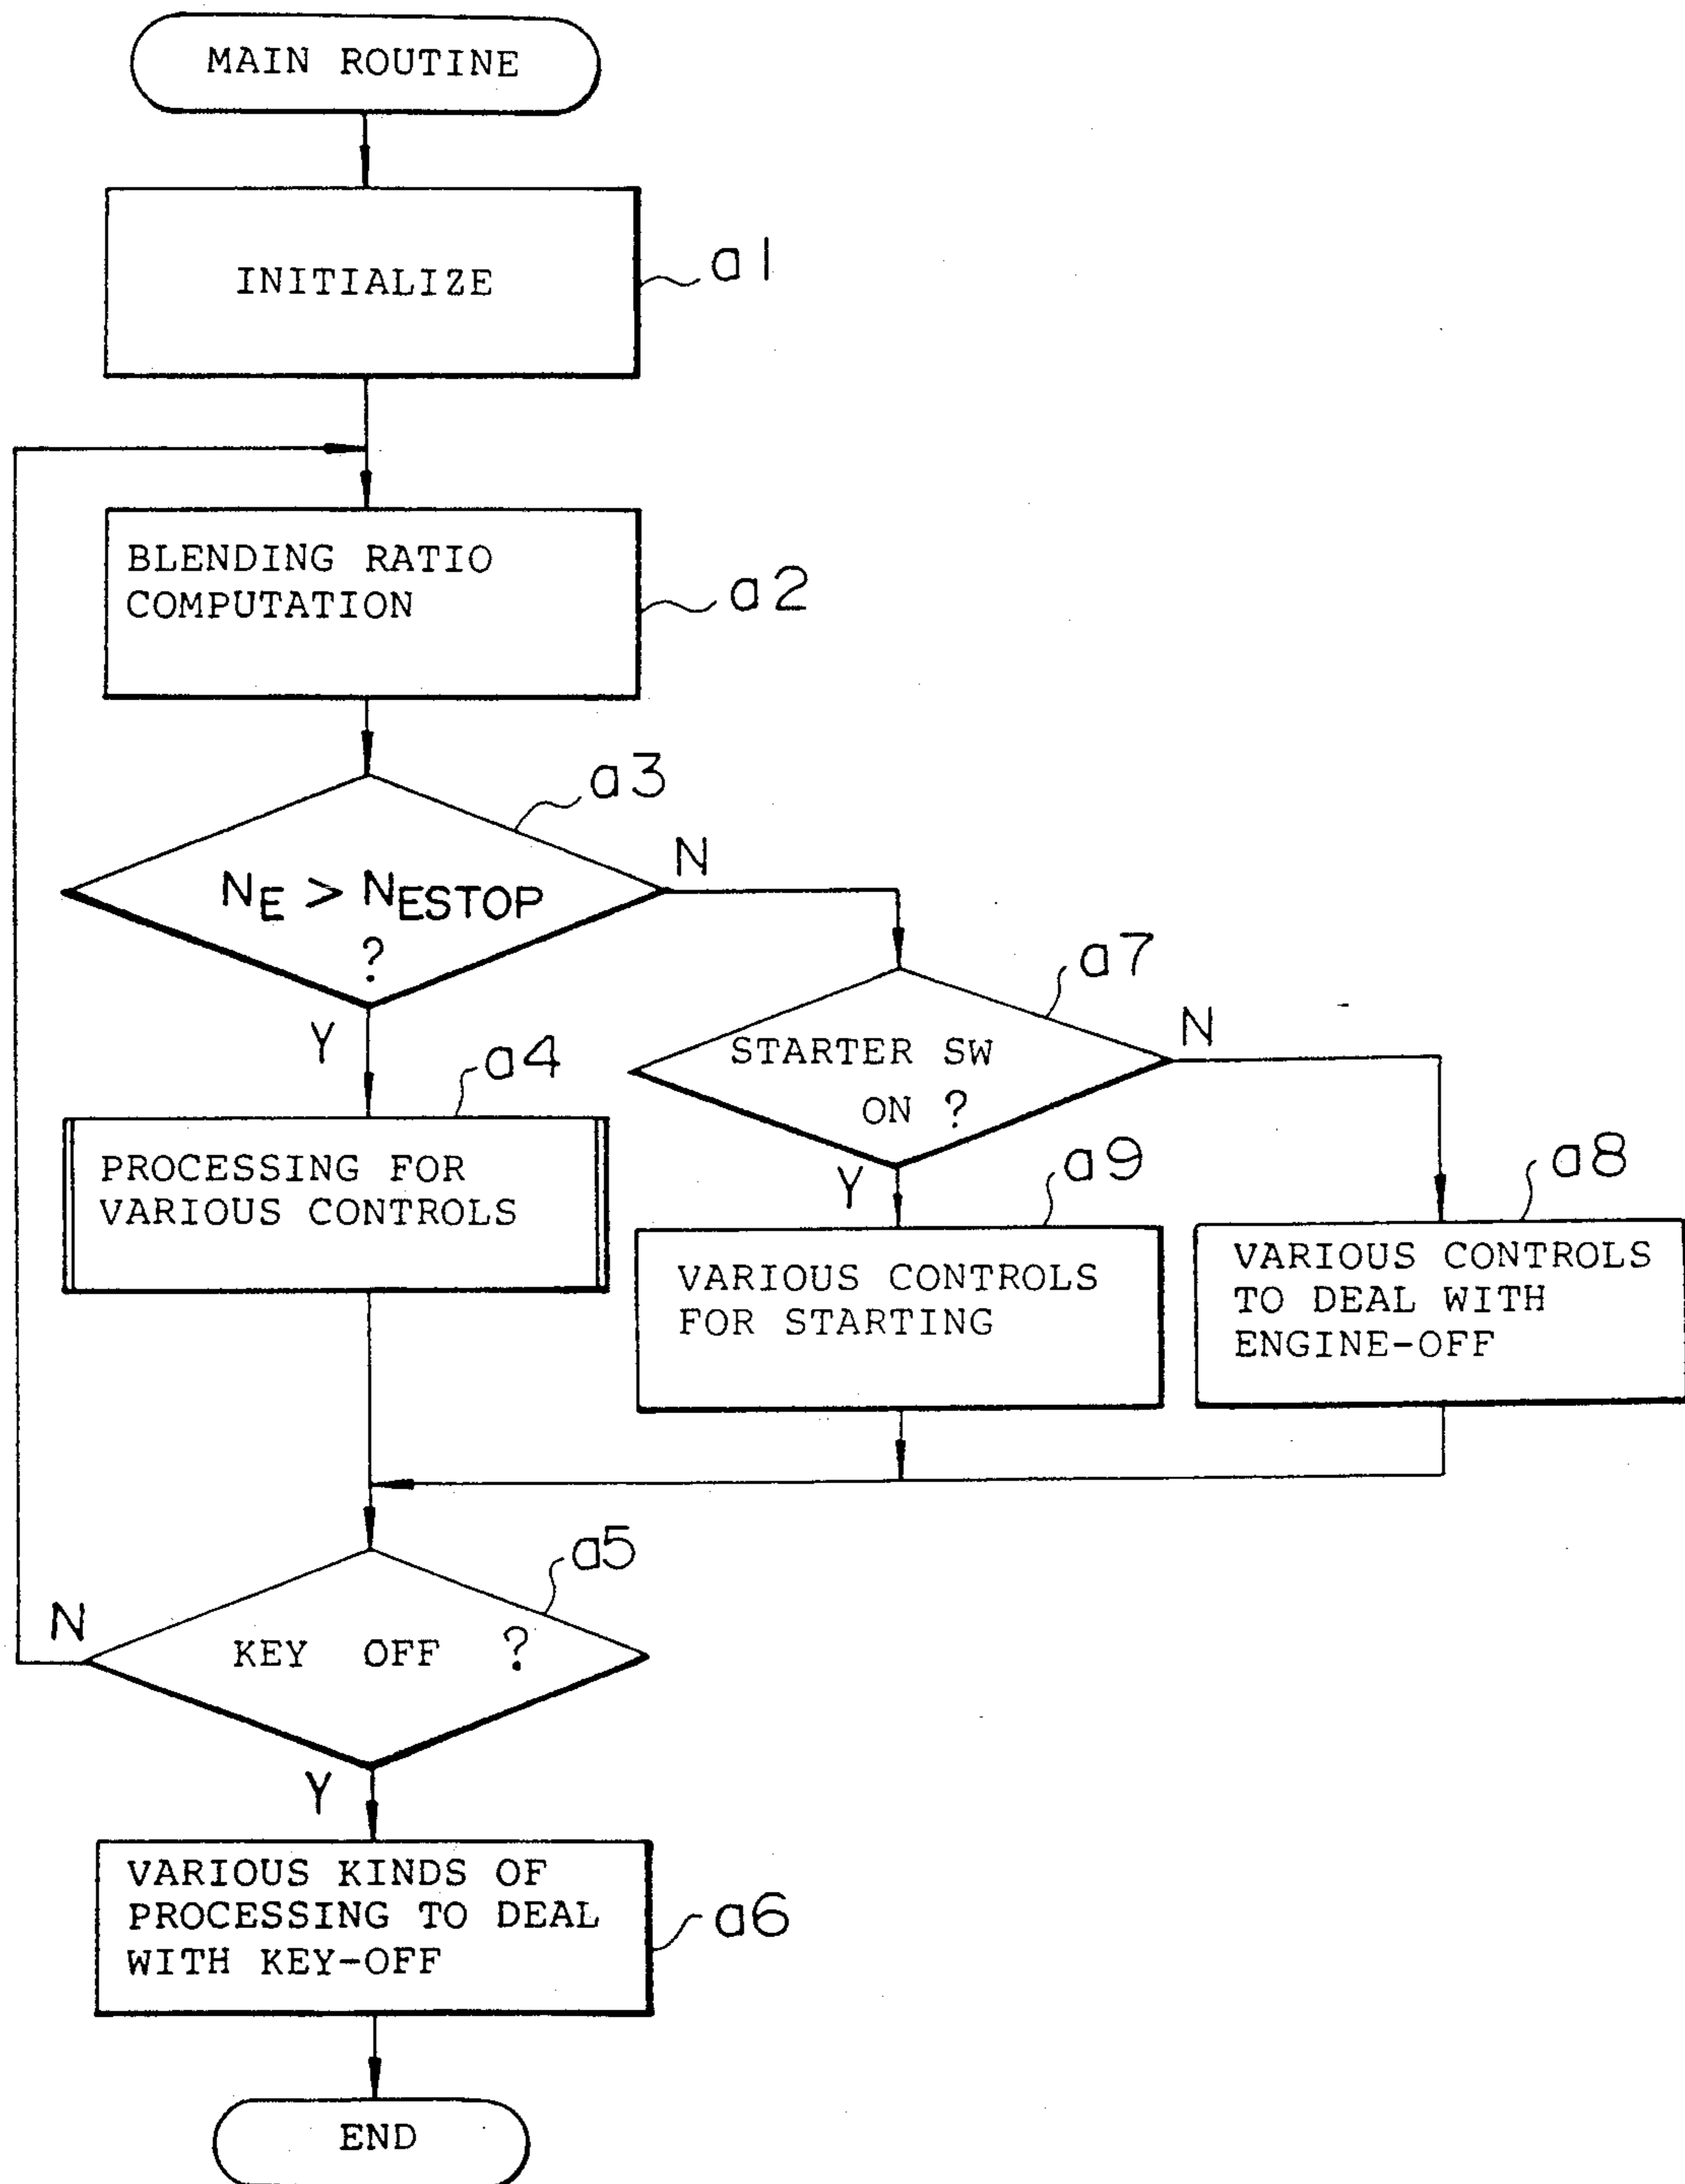 MAIN ROUTINE
INITIALIZE
a1
BLENDING RATIO
COMPUTATION
a2
a3
NE > NESTOP
?
N
Y
a7
STARTER SW
ON ?
N
Y
a4
PROCESSING FOR
VARIOUS CONTROLS
a9
VARIOUS CONTROLS
FOR STARTING
a8
VARIOUS CONTROLS
TO DEAL WITH
ENGINE-OFF
a5
KEY OFF ?
N
Y
VARIOUS KINDS OF
PROCESSING TO DEAL
WITH KEY-OFF
a6
END